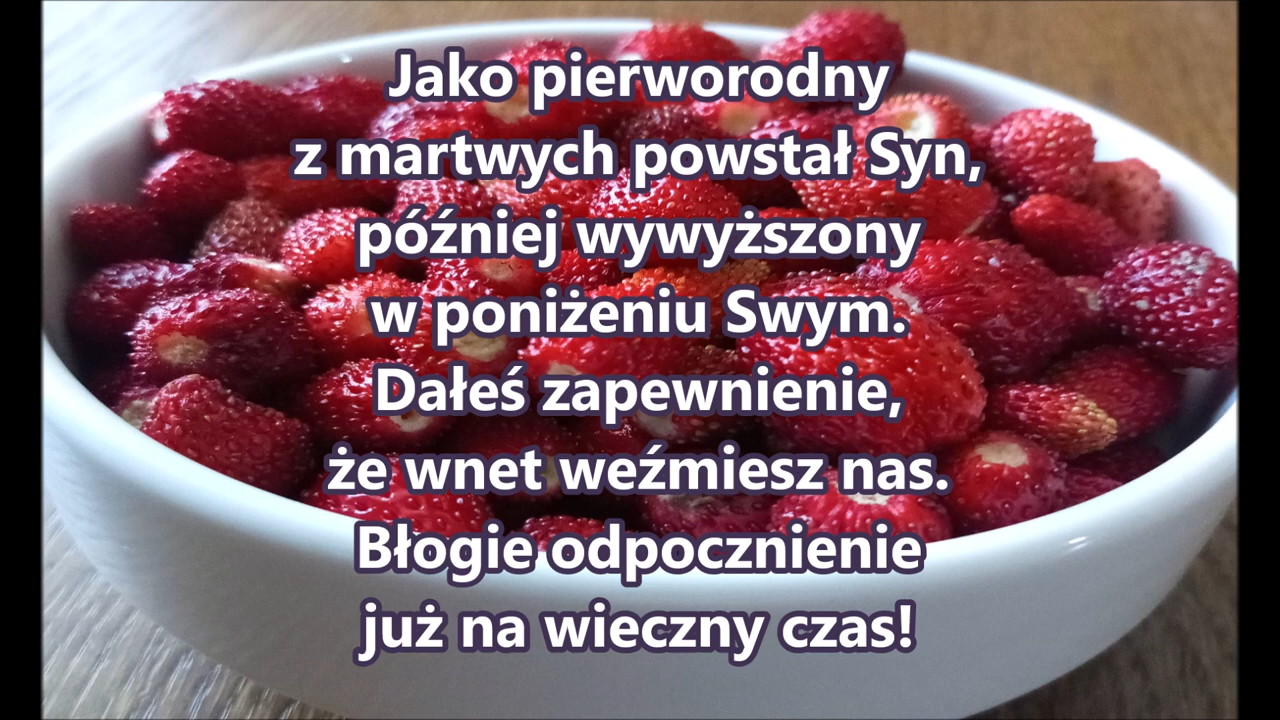 Jako pierworodny
z martwych powstał Syn,
później wywyższony
w poniżeniu Swym.
Dałeś zapewnienie,
że wnet weźmiesz nas.
Błogie odpocznienie
już na wieczny czas!